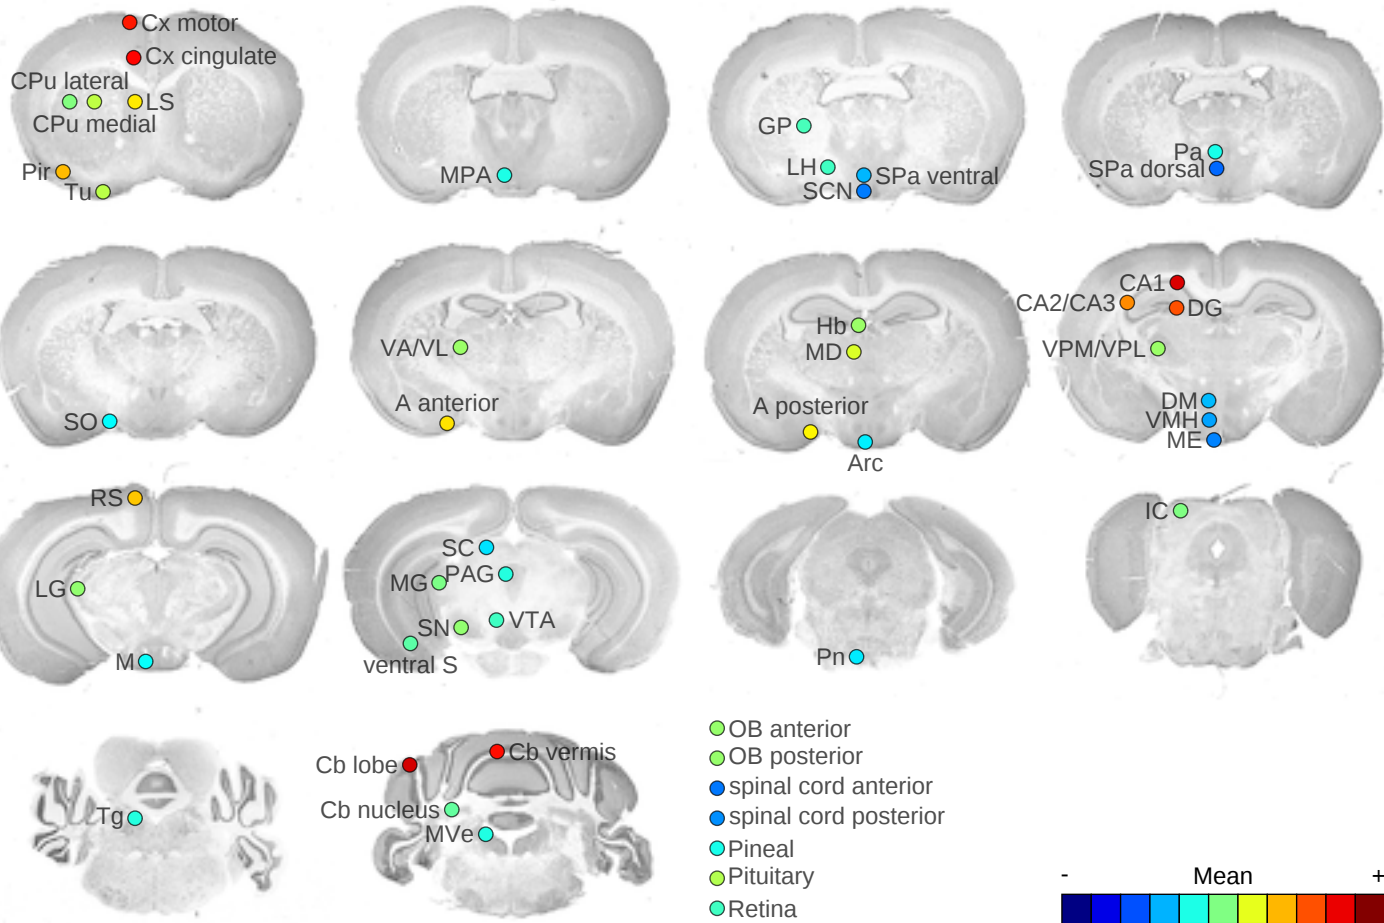 Cx motor
Cx cingulate
CPu lateral
LS
CPu medial
Pir
Tu
MPA
GP
LH
SPa ventral
SCN
Pa
SPa dorsal
SO
VA/VL
A anterior
Hb
MD
A posterior
Arc
CA1
CA2/CA3
DG
VPM/VPL
DM
VMH
ME
RS
LG
M
SC
MG
PAG
SN
VTA
ventral S
Pn
IC
Tg
Cb lobe
Cb vermis
Cb nucleus
MVe
OB anterior
OB posterior
spinal cord anterior
spinal cord posterior
Pineal
Pituitary
Retina
- Mean +